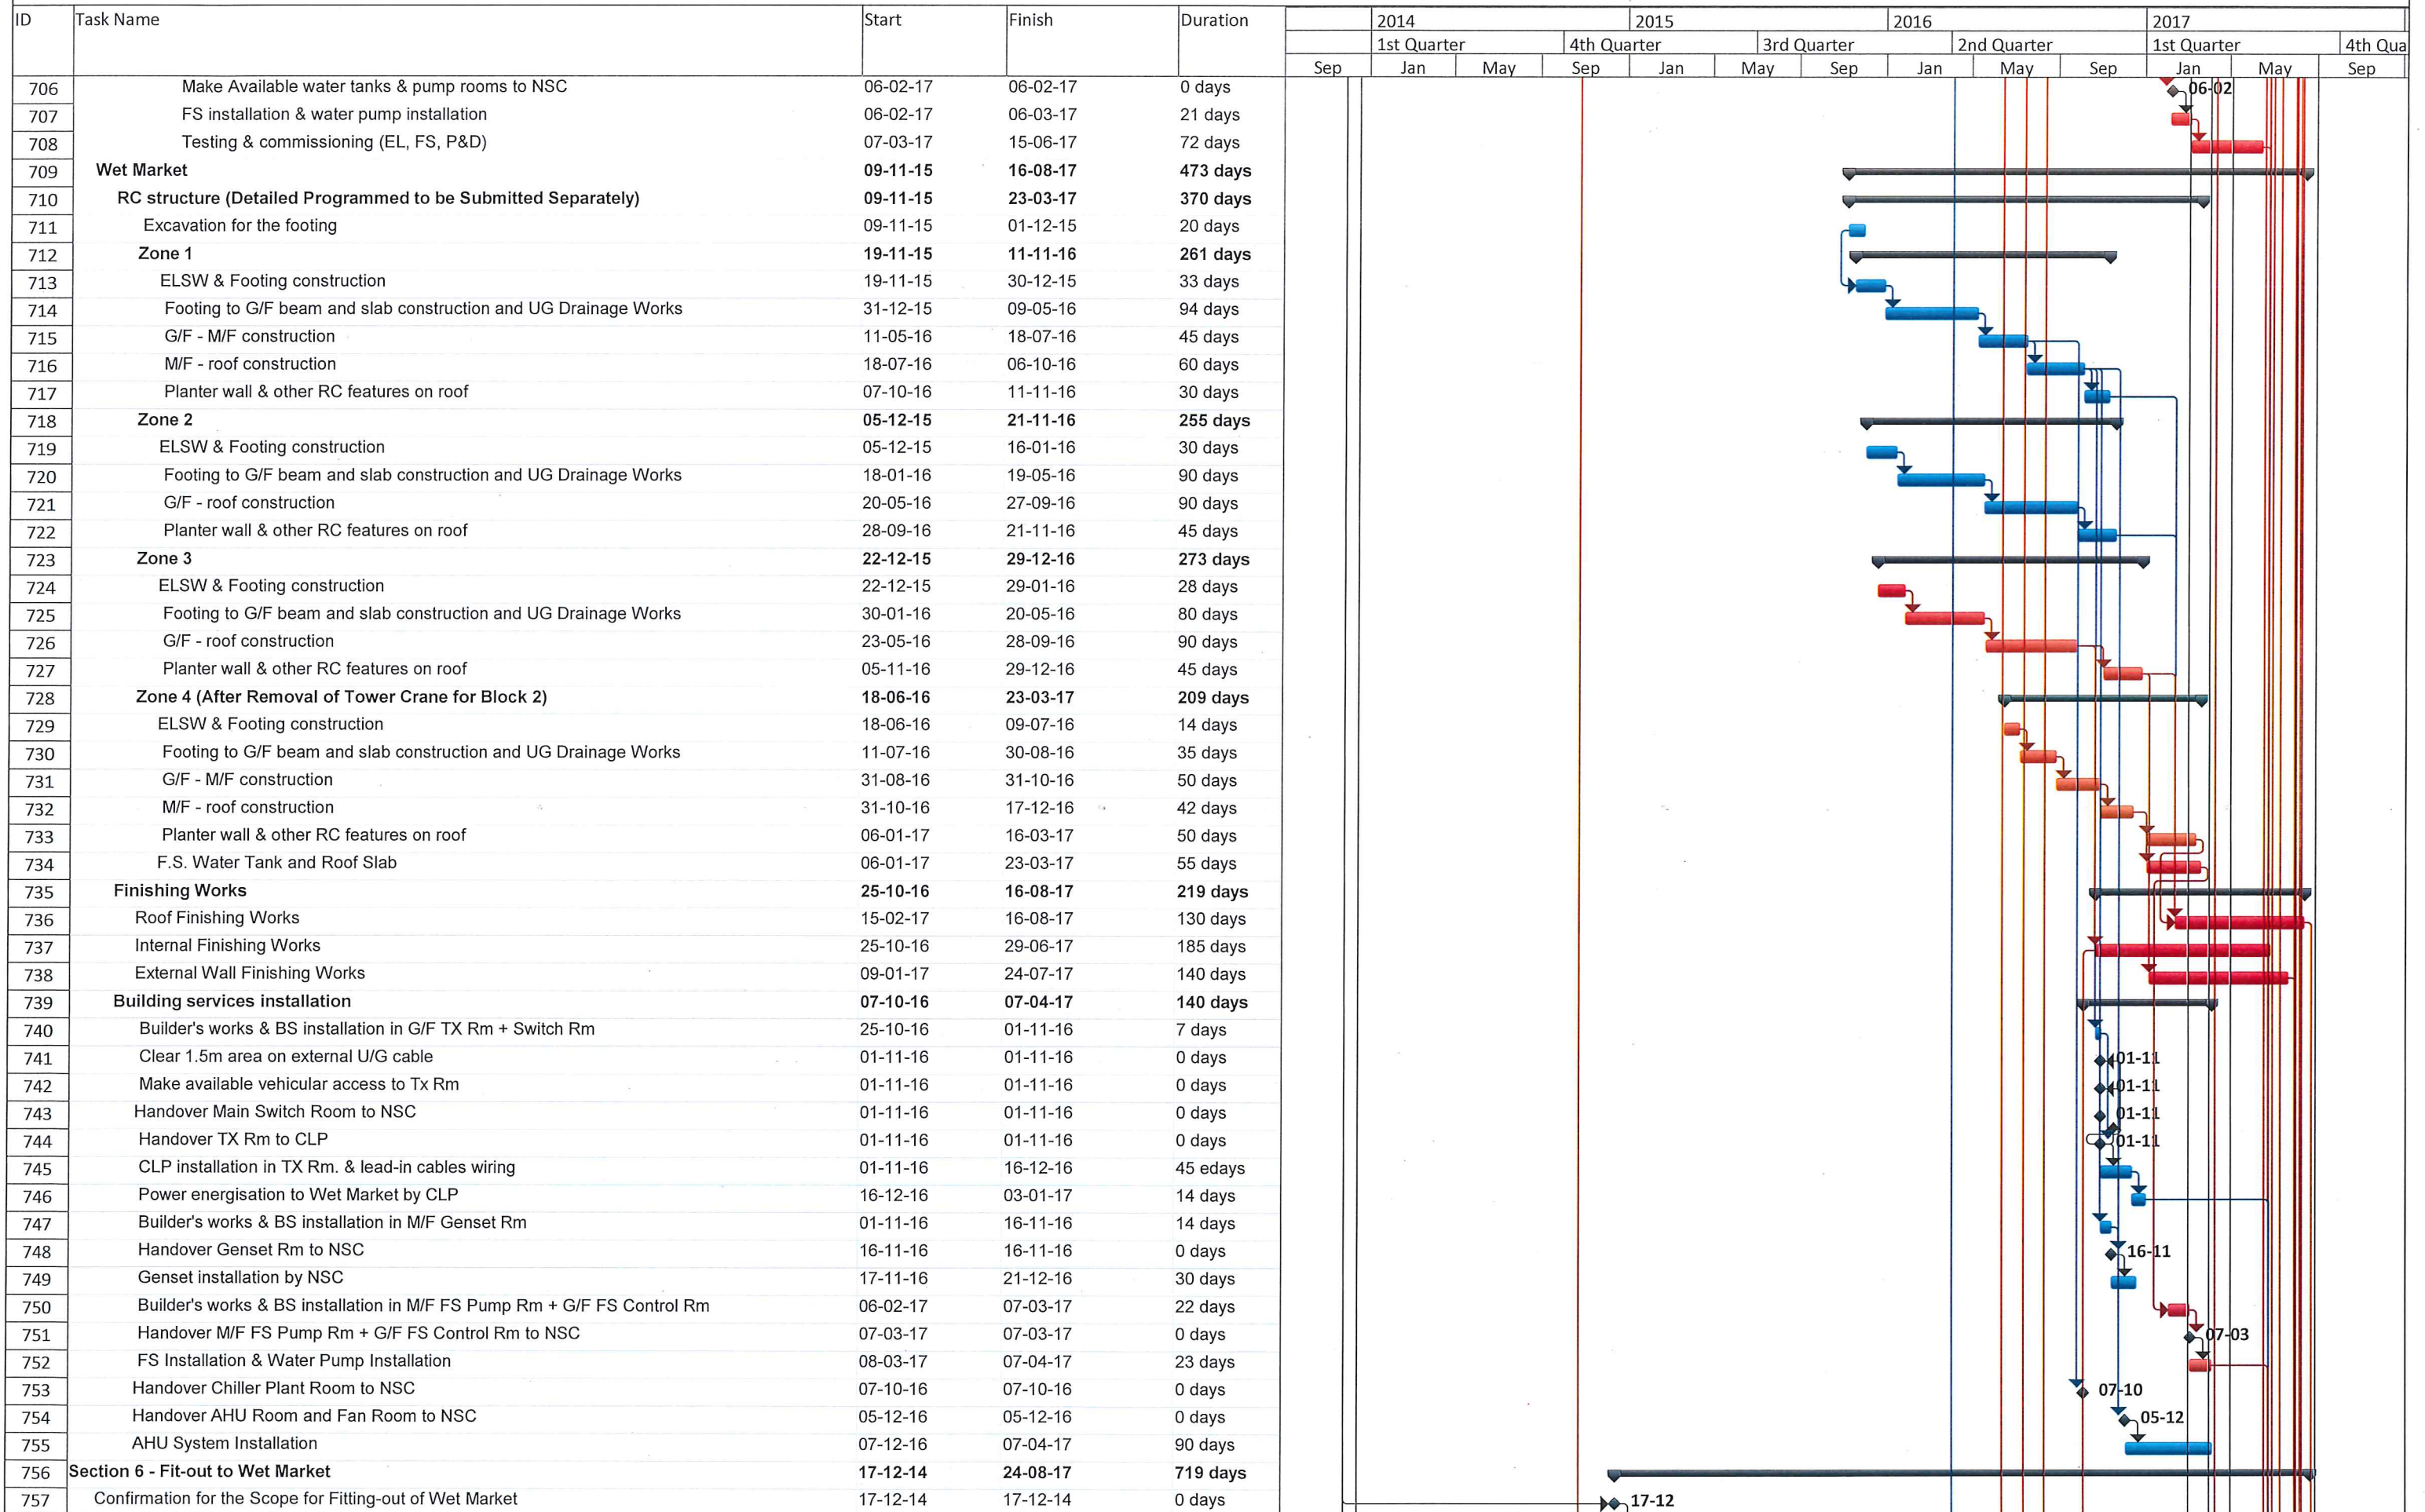 ID Task Name Start Finish Duration 2014 2015 2016 2017
1st Quarter 4th Quarter 3rd Quarter 2nd Quarter 1st Quarter 4th Qua
Sep Jan May Sep Jan May Sep Jan May Sep Jan May Sep
706 Make Available water tanks & pump rooms to NSC 06-02-17 06-02-17 0 days 06-02
707 FS installation & water pump installation 06-02-17 06-03-17 21 days
708 Testing & commissioning (EL, FS, P&D) 07-03-17 15-06-17 72 days
709 Wet Market 09-11-15 16-08-17 473 days
710 RC structure (Detailed Programmed to be Submitted Separately) 09-11-15 23-03-17 370 days
711 Excavation for the footing 09-11-15 01-12-15 20 days
712 Zone 1 19-11-15 11-11-16 261 days
713 ELSW & Footing construction 19-11-15 30-12-15 33 days
714 Footing to G/F beam and slab construction and UG Drainage Works 31-12-15 09-05-16 94 days
715 G/F - M/F construction 11-05-16 18-07-16 45 days
716 M/F - roof construction 18-07-16 06-10-16 60 days
717 Planter wall & other RC features on roof 07-10-16 11-11-16 30 days
718 Zone 2 05-12-15 21-11-16 255 days
719 ELSW & Footing construction 05-12-15 16-01-16 30 days
720 Footing to G/F beam and slab construction and UG Drainage Works 18-01-16 19-05-16 90 days
721 G/F - roof construction 20-05-16 27-09-16 90 days
722 Planter wall & other RC features on roof 28-09-16 21-11-16 45 days
723 Zone 3 22-12-15 29-12-16 273 days
724 ELSW & Footing construction 22-12-15 29-01-16 28 days
725 Footing to G/F beam and slab construction and UG Drainage Works 30-01-16 20-05-16 80 days
726 G/F - roof construction 23-05-16 28-09-16 90 days
727 Planter wall & other RC features on roof 05-11-16 29-12-16 45 days
728 Zone 4 (After Removal of Tower Crane for Block 2) 18-06-16 23-03-17 209 days
729 ELSW & Footing construction 18-06-16 09-07-16 14 days
730 Footing to G/F beam and slab construction and UG Drainage Works 11-07-16 30-08-16 35 days
731 G/F - M/F construction 31-08-16 31-10-16 50 days
732 M/F - roof construction 31-10-16 17-12-16 42 days
733 Planter wall & other RC features on roof 06-01-17 16-03-17 50 days
734 F.S. Water Tank and Roof Slab 06-01-17 23-03-17 55 days
735 Finishing Works 25-10-16 16-08-17 219 days
736 Roof Finishing Works 15-02-17 16-08-17 130 days
737 Internal Finishing Works 25-10-16 29-06-17 185 days
738 External Wall Finishing Works 09-01-17 24-07-17 140 days
739 Building services installation 07-10-16 07-04-17 140 days
740 Builder's works & BS installation in G/F TX Rm + Switch Rm 25-10-16 01-11-16 7 days
741 Clear 1.5m area on external U/G cable 01-11-16 01-11-16 0 days 01-11
742 Make available vehicular access to Tx Rm 01-11-16 01-11-16 0 days 01-11
743 Handover Main Switch Room to NSC 01-11-16 01-11-16 0 days 01-11
744 Handover TX Rm to CLP 01-11-16 01-11-16 0 days 01-11
745 CLP installation in TX Rm. & lead-in cables wiring 01-11-16 16-12-16 45 edays
746 Power energisation to Wet Market by CLP 16-12-16 03-01-17 14 days
747 Builder's works & BS installation in M/F Genset Rm 01-11-16 16-11-16 14 days
748 Handover Genset Rm to NSC 16-11-16 16-11-16 0 days 16-11
749 Genset installation by NSC 17-11-16 21-12-16 30 days
750 Builder's works & BS installation in M/F FS Pump Rm + G/F FS Control Rm 06-02-17 07-03-17 22 days
751 Handover M/F FS Pump Rm + G/F FS Control Rm to NSC 07-03-17 07-03-17 0 days 07-03
752 FS Installation & Water Pump Installation 08-03-17 07-04-17 23 days
753 Handover Chiller Plant Room to NSC 07-10-16 07-10-16 0 days 07-10
754 Handover AHU Room and Fan Room to NSC 05-12-16 05-12-16 0 days 05-12
755 AHU System Installation 07-12-16 07-04-17 90 days
756 Section 6 - Fit-out to Wet Market 17-12-14 24-08-17 719 days
757 Confirmation for the Scope for Fitting-out of Wet Market 17-12-14 17-12-14 0 days 17-12